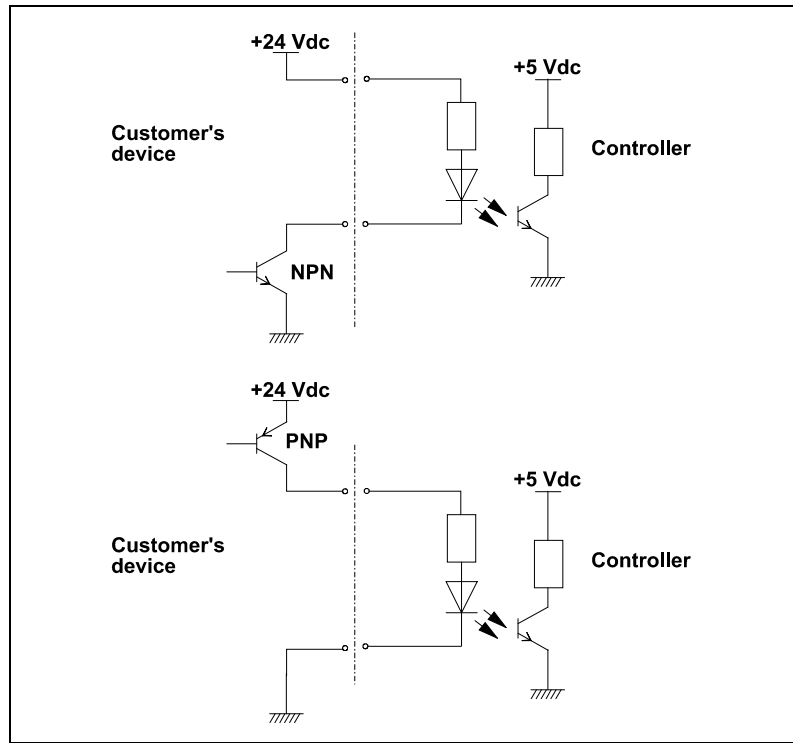 +24 Vdc
+5 Vdc
Customer's
device
Controller
NPN
+24 Vdc
PNP
+5 Vdc
Customer's
device
Controller